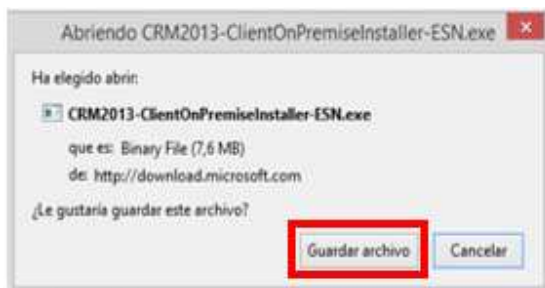 Abriendo CRM2013-ClientOnPremiseInstaller-ESN.exe
Ha elegido abrir:
CRM2013-ClientOnPremiseInstaller-ESN.exe
que es: Binary File (7,6 MB)
de: http://download.microsoft.com
¿Le gustaría guardar este archivo?
Guardar archivo Cancelar